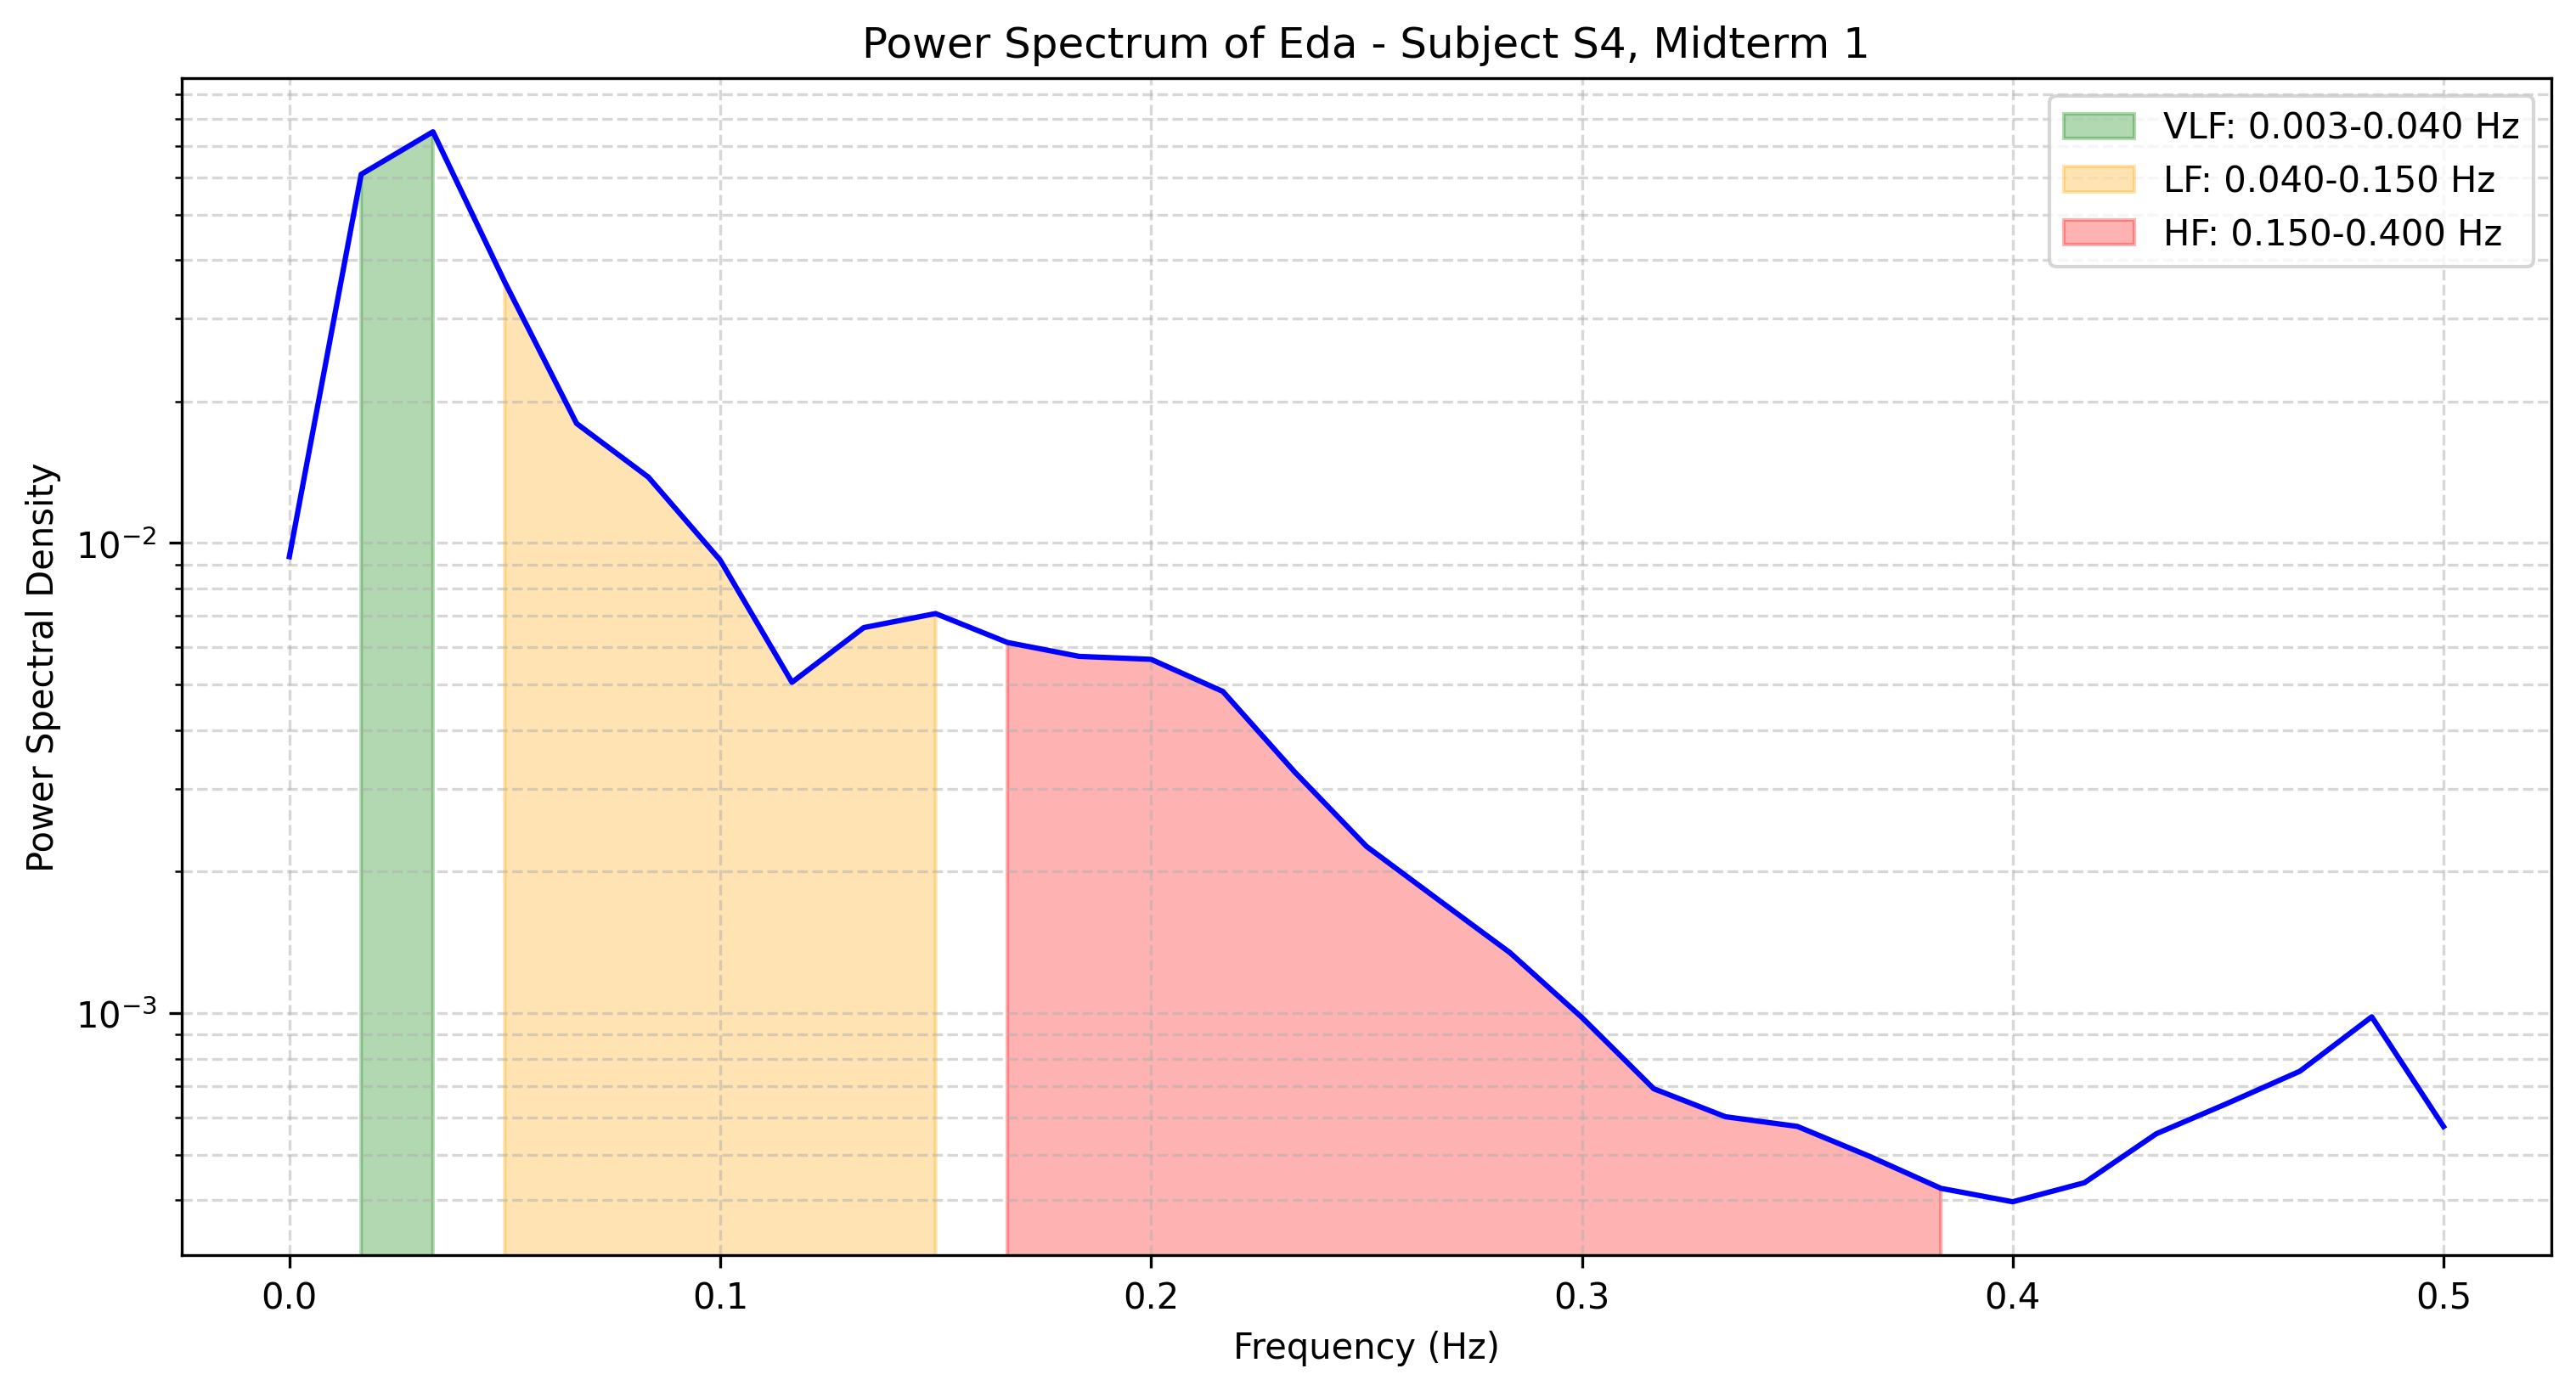 Power Spectrum of Eda - Subject S4, Midterm 1
VLF: 0.003-0.040 Hz
LF: 0.040-0.150 Hz
HF: 0.150-0.400 Hz
Power Spectral Density
10⁻²
10⁻³
0.0 0.1 0.2 0.3 0.4 0.5
Frequency (Hz)